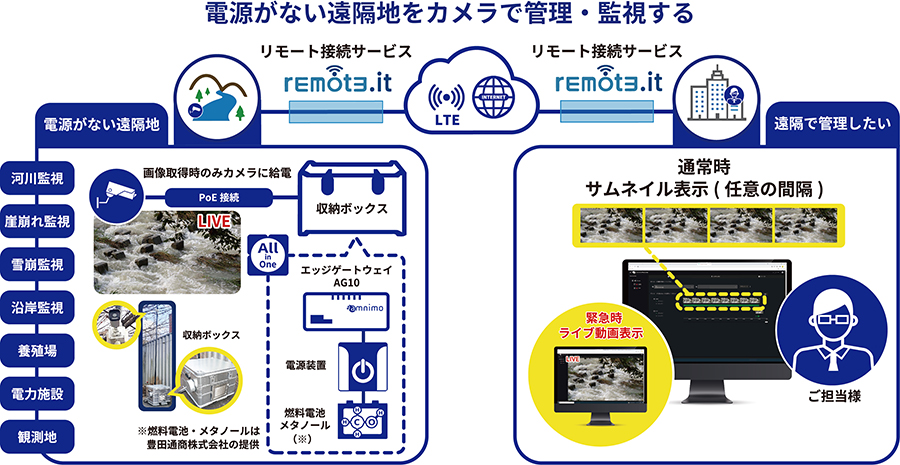 電源がない遠隔地をカメラで管理・監視する
リモート接続サービス
remote.it
LTE
INTERNET
リモート接続サービス
remote.it
電源がない遠隔地
河川監視
崖崩れ監視
雪崩監視
沿岸監視
養殖場
電力施設
観測地
画像取得時のみカメラに給電
PoE 接続
収納ボックス
LIVE
All
in
One
エッジゲートウェイ
AG10
amnimo
電源装置
燃料電池
メタノール
(※)
H
H
C
O
H
H
収納ボックス
※燃料電池・メタノールは
豊田通商株式会社の提供
遠隔で管理したい
通常時
サムネイル表示 ( 任意の間隔 )
緊急時
ライブ動画表示
LIVE
ご担当様